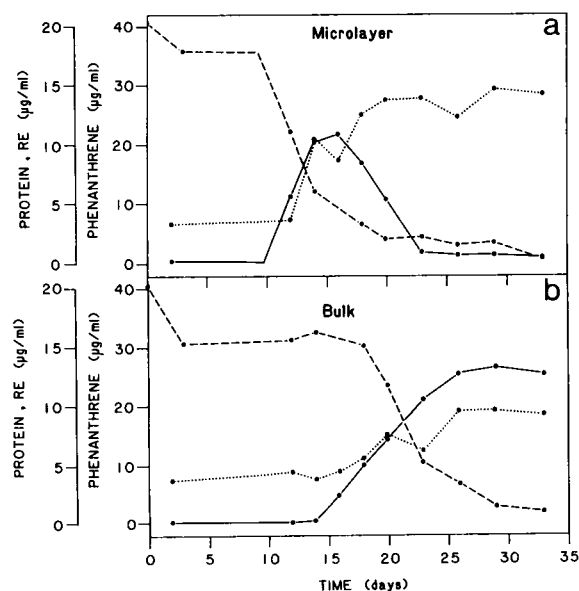 a
Microlayer
PROTEIN, RE (µg/ml)
20
15
10
5
0
PHENANTHRENE (µg/ml)
40
30
20
10
0
b
Bulk
PROTEIN, RE (µg/ml)
20
15
10
5
0
PHENANTHRENE (µg/ml)
40
30
20
10
0
0 5 10 15 20 25 30 35
TIME (days)